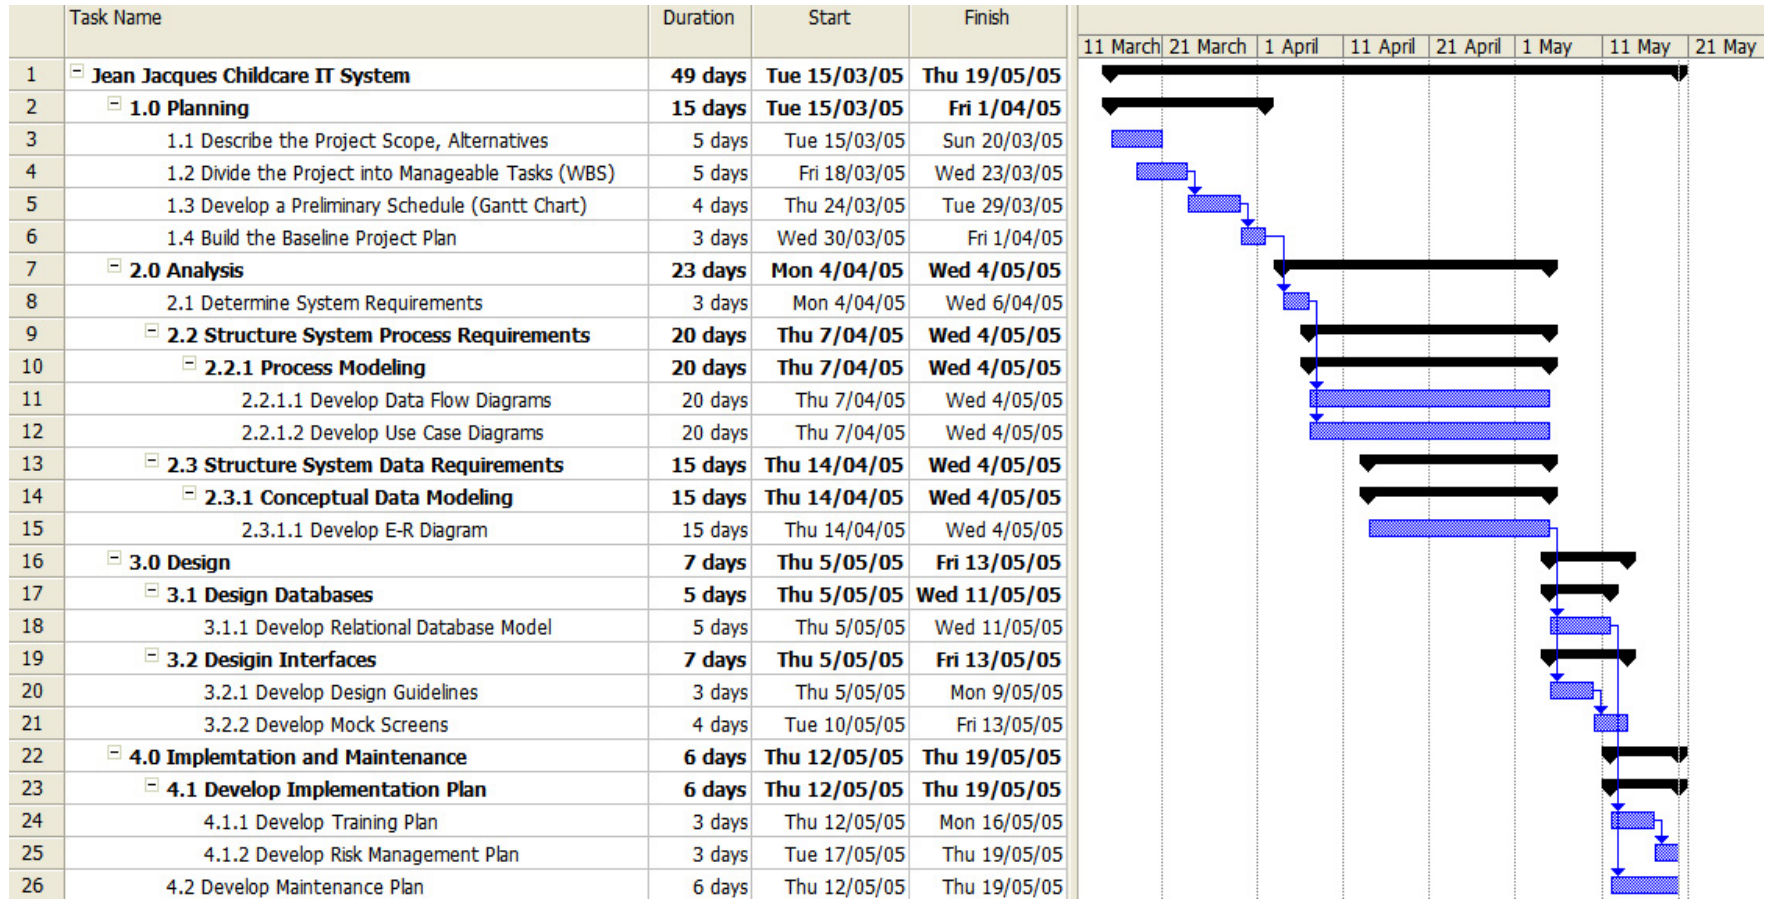 Task Name Duration Start Finish
11 March 21 March 1 April 11 April 21 April 1 May 11 May 21 May
1 Jean Jacques Childcare IT System 49 days Tue 15/03/05 Thu 19/05/05
2 1.0 Planning 15 days Tue 15/03/05 Fri 1/04/05
3 1.1 Describe the Project Scope, Alternatives 5 days Tue 15/03/05 Sun 20/03/05
4 1.2 Divide the Project into Manageable Tasks (WBS) 5 days Fri 18/03/05 Wed 23/03/05
5 1.3 Develop a Preliminary Schedule (Gantt Chart) 4 days Thu 24/03/05 Tue 29/03/05
6 1.4 Build the Baseline Project Plan 3 days Wed 30/03/05 Fri 1/04/05
7 2.0 Analysis 23 days Mon 4/04/05 Wed 4/05/05
8 2.1 Determine System Requirements 3 days Mon 4/04/05 Wed 6/04/05
9 2.2 Structure System Process Requirements 20 days Thu 7/04/05 Wed 4/05/05
10 2.2.1 Process Modeling 20 days Thu 7/04/05 Wed 4/05/05
11 2.2.1.1 Develop Data Flow Diagrams 20 days Thu 7/04/05 Wed 4/05/05
12 2.2.1.2 Develop Use Case Diagrams 20 days Thu 7/04/05 Wed 4/05/05
13 2.3 Structure System Data Requirements 15 days Thu 14/04/05 Wed 4/05/05
14 2.3.1 Conceptual Data Modeling 15 days Thu 14/04/05 Wed 4/05/05
15 2.3.1.1 Develop E-R Diagram 15 days Thu 14/04/05 Wed 4/05/05
16 3.0 Design 7 days Thu 5/05/05 Fri 13/05/05
17 3.1 Design Databases 5 days Thu 5/05/05 Wed 11/05/05
18 3.1.1 Develop Relational Database Model 5 days Thu 5/05/05 Wed 11/05/05
19 3.2 Desigin Interfaces 7 days Thu 5/05/05 Fri 13/05/05
20 3.2.1 Develop Design Guidelines 3 days Thu 5/05/05 Mon 9/05/05
21 3.2.2 Develop Mock Screens 4 days Tue 10/05/05 Fri 13/05/05
22 4.0 Implemtation and Maintenance 6 days Thu 12/05/05 Thu 19/05/05
23 4.1 Develop Implementation Plan 6 days Thu 12/05/05 Thu 19/05/05
24 4.1.1 Develop Training Plan 3 days Thu 12/05/05 Mon 16/05/05
25 4.1.2 Develop Risk Management Plan 3 days Tue 17/05/05 Thu 19/05/05
26 4.2 Develop Maintenance Plan 6 days Thu 12/05/05 Thu 19/05/05